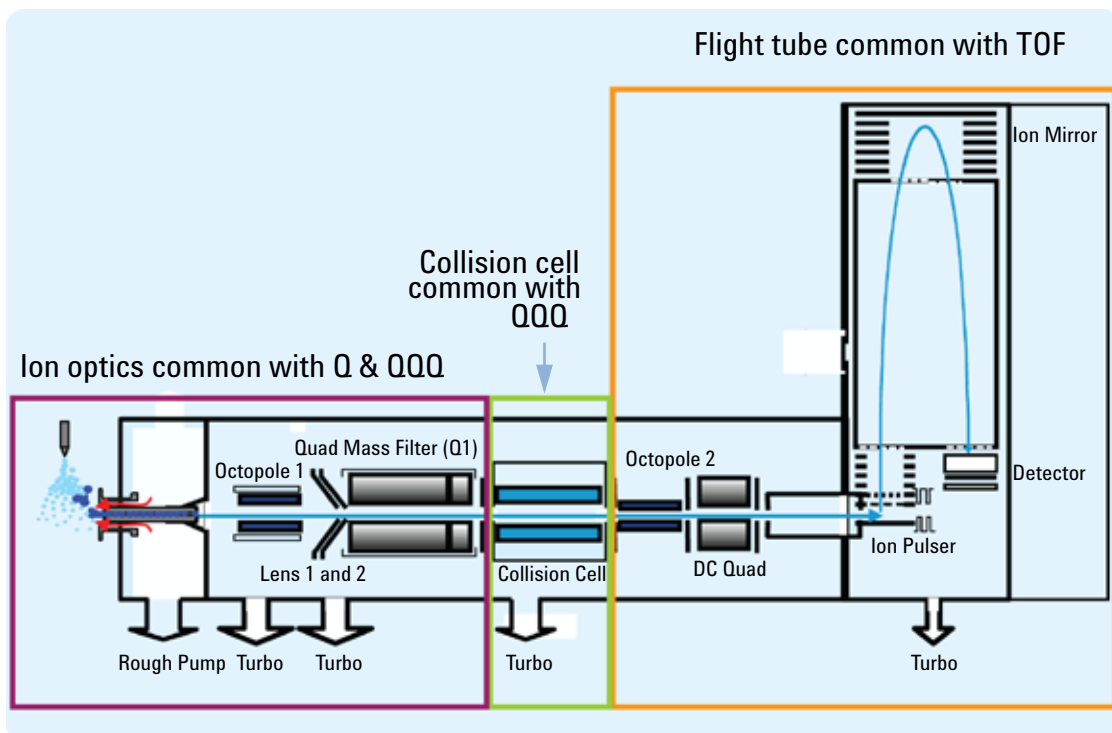 Flight tube common with TOF
Ion Mirror
Collision cell
common with
QQQ
Ion optics common with Q & QQQ
Quad Mass Filter (Q1)
Octopole 1
Octopole 2
Detector
Ion Pulser
Lens 1 and 2
Collision Cell
DC Quad
Rough Pump
Turbo
Turbo
Turbo
Turbo